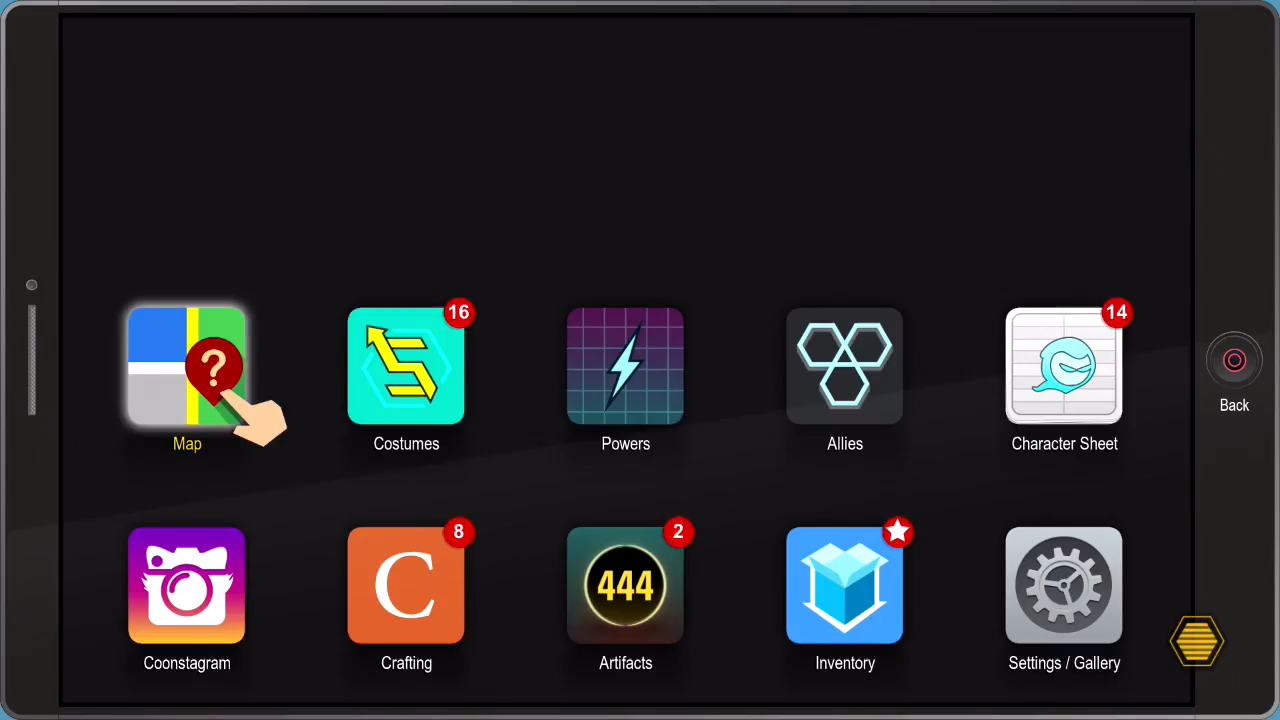 ?
16
14
Map
Costumes
Powers
Allies
Character Sheet
Back
8
2
C
444
Coonstagram
Crafting
Artifacts
Inventory
Settings / Gallery